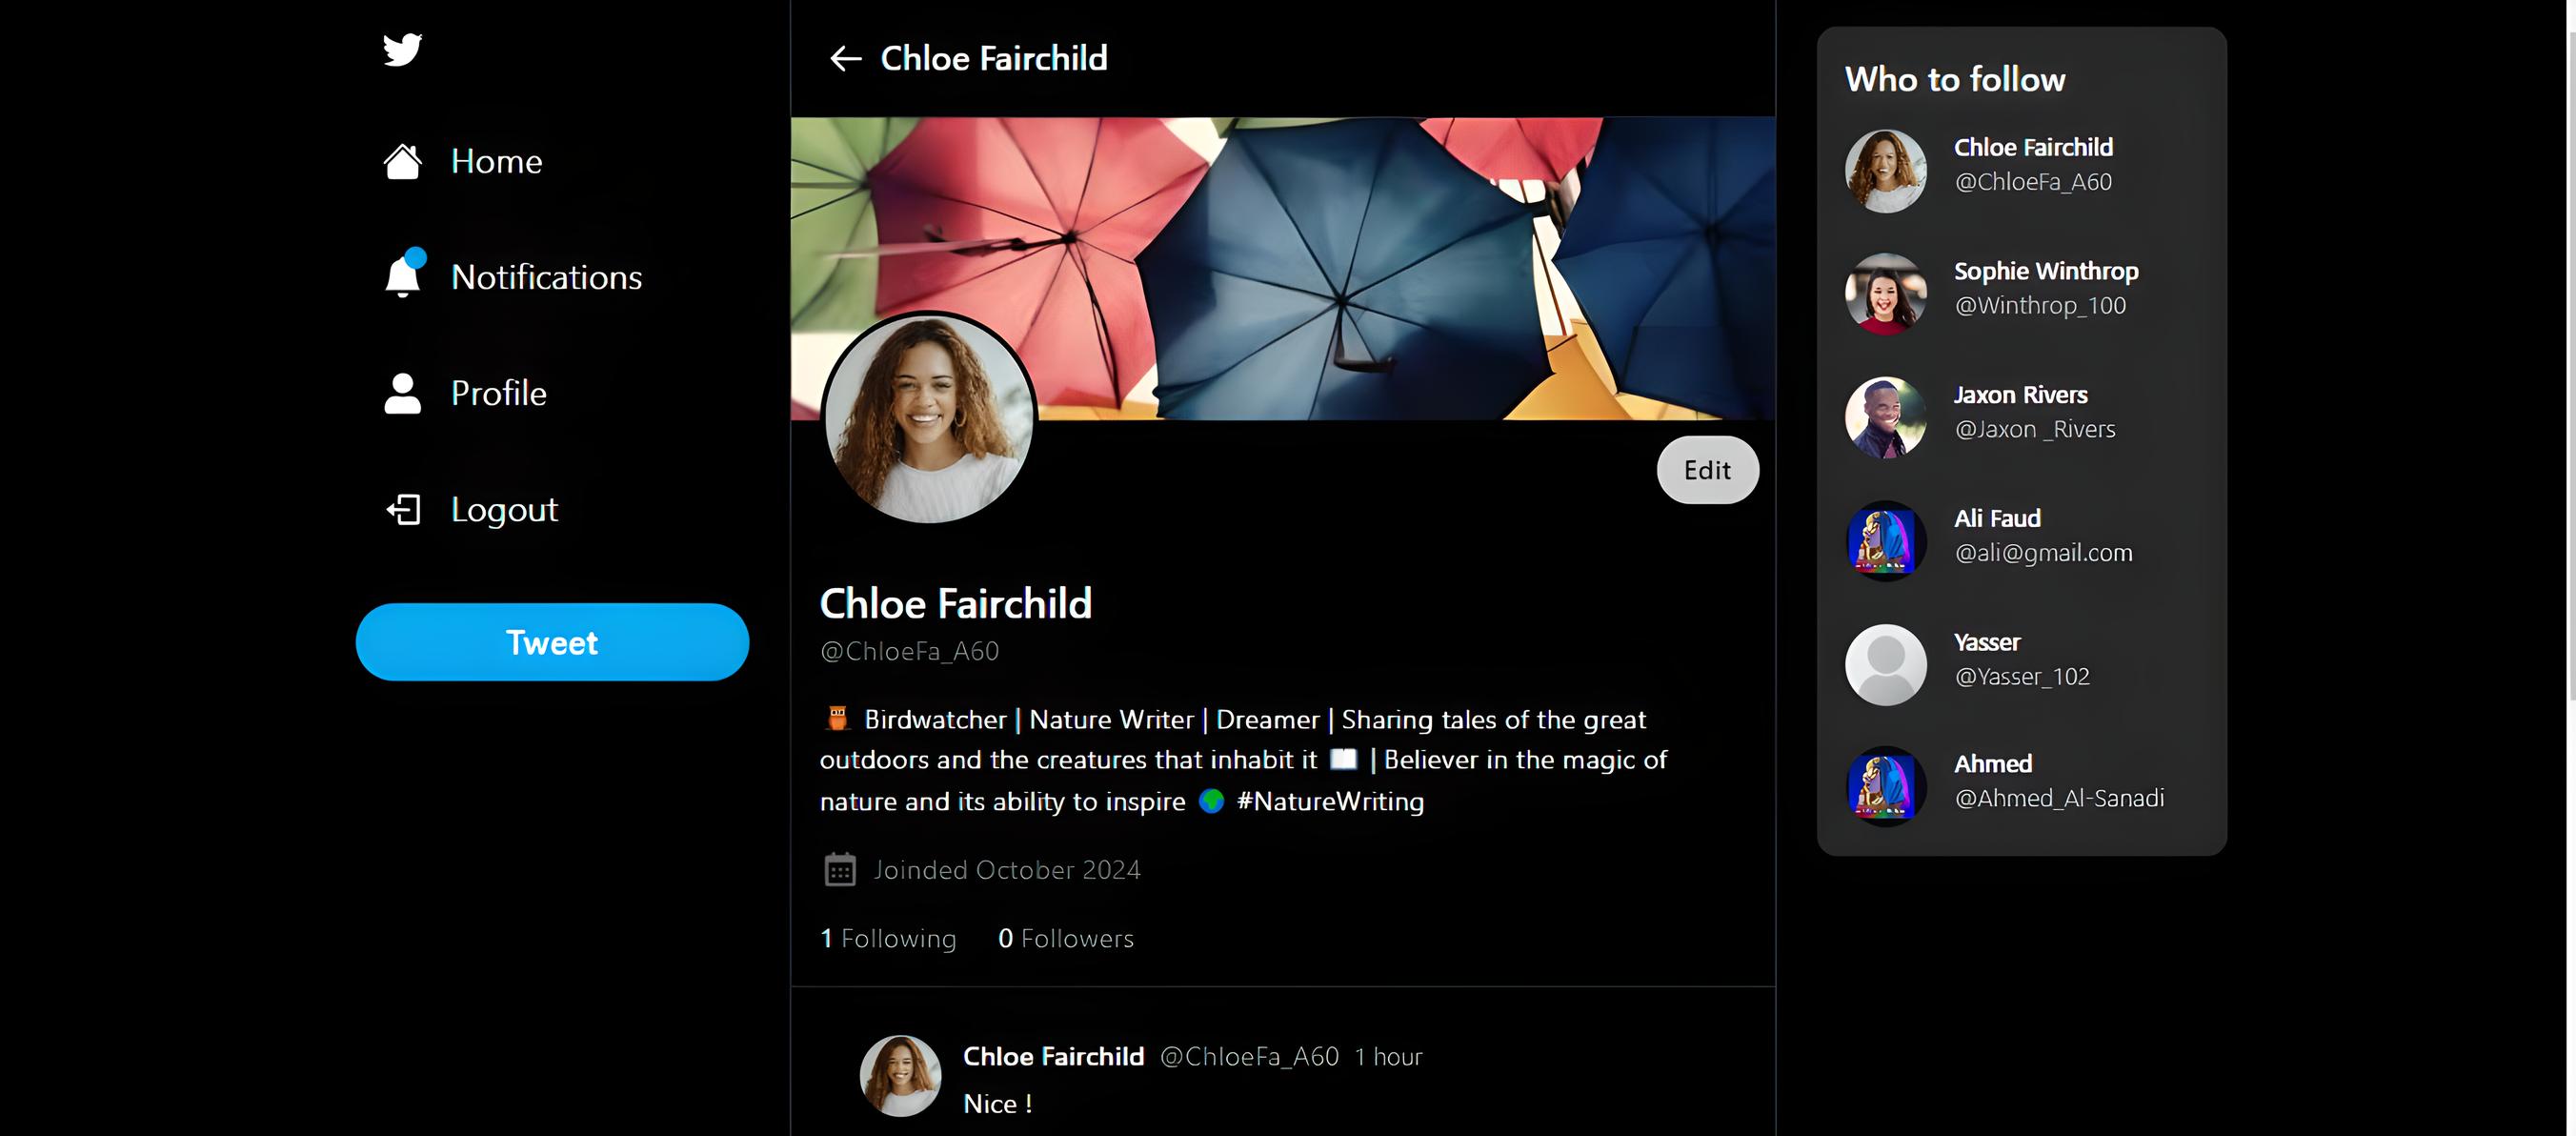 Home
Notifications
Profile
Logout
Tweet
Chloe Fairchild
Edit
Chloe Fairchild
@ChloeFa_A60
Birdwatcher | Nature Writer | Dreamer | Sharing tales of the great
outdoors and the creatures that inhabit it 📖 | Believer in the magic of
nature and its ability to inspire 🌍 #NatureWriting
Joinded October 2024
1 Following 0 Followers
Chloe Fairchild @ChloeFa_A60 1 hour
Nice !
Who to follow
Chloe Fairchild
@ChloeFa_A60
Sophie Winthrop
@Winthrop_100
Jaxon Rivers
@Jaxon _Rivers
Ali Faud
@ali@gmail.com
Yasser
@Yasser_102
Ahmed
@Ahmed_Al-Sanadi